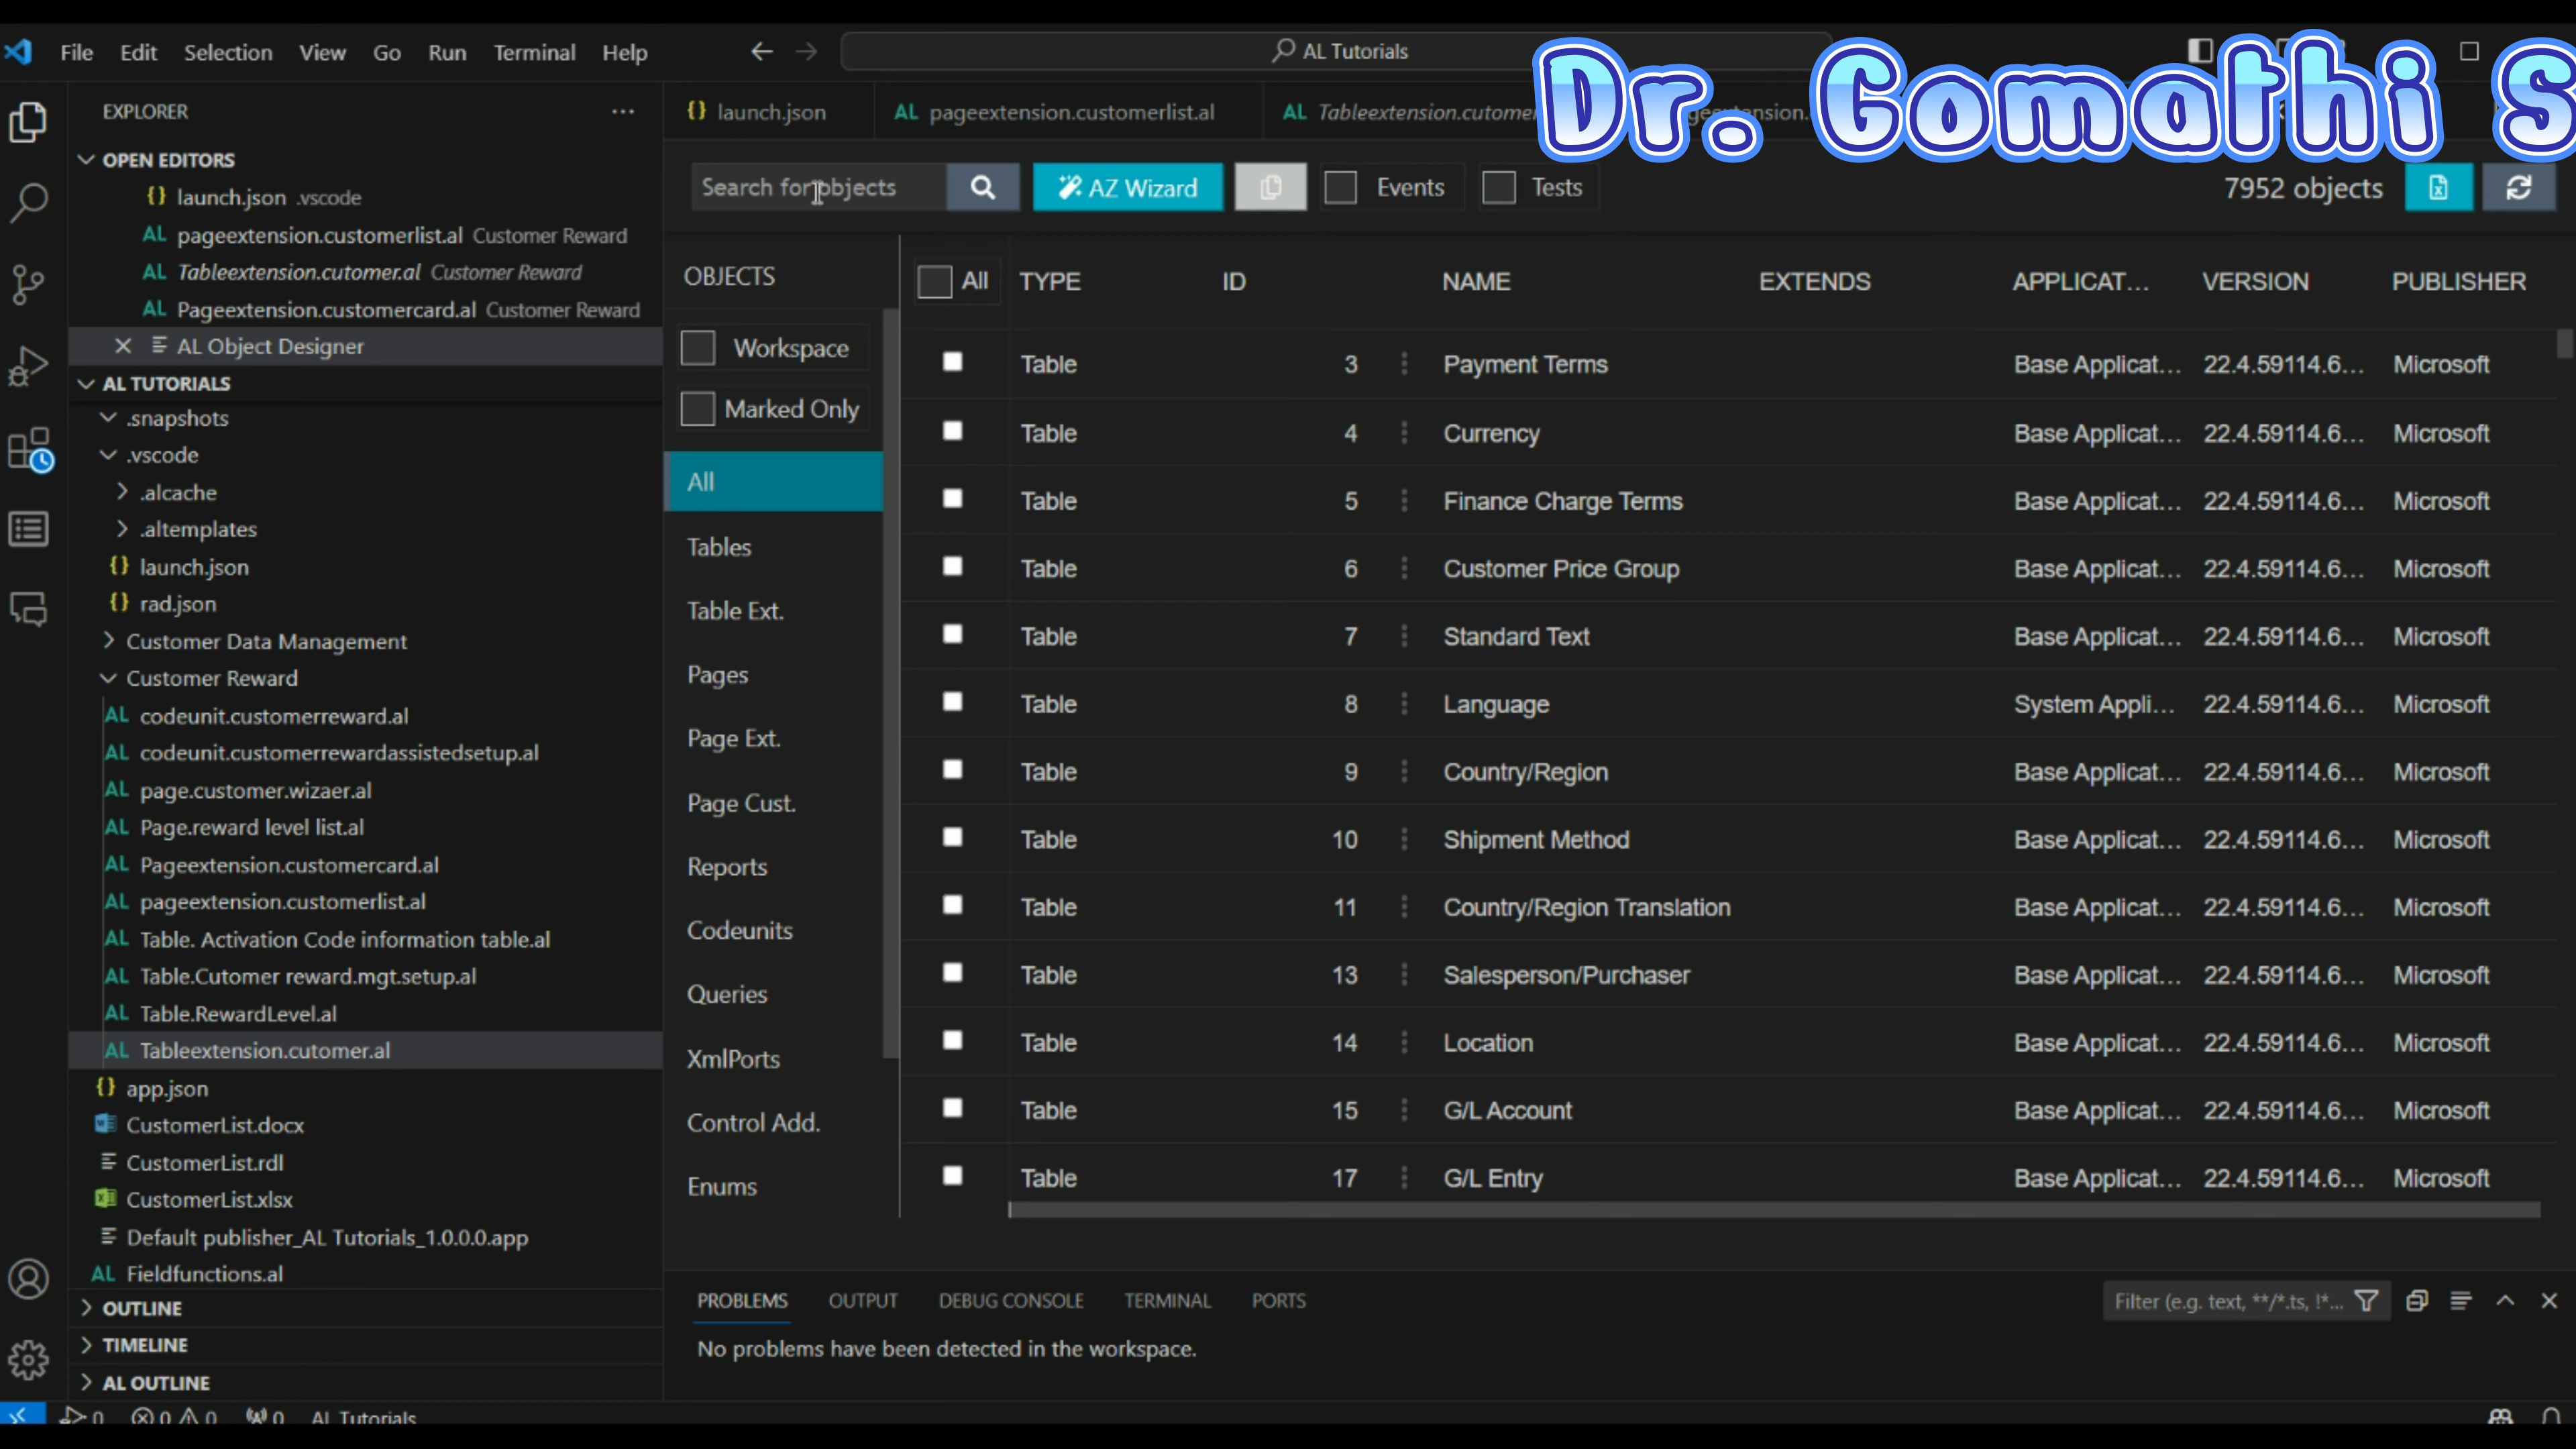 File Edit Selection View Go Run Terminal Help
AL Tutorials
Dr. Gomathi S
EXPLORER
OPEN EDITORS
launch.json .vscode
pageextension.customerlist.al Customer Reward
Tableextension.cutomer.al Customer Reward
Pageextension.customercard.al Customer Reward
AL Object Designer
AL TUTORIALS
.snapshots
.vscode
.alcache
.altemplates
launch.json
rad.json
Customer Data Management
Customer Reward
codeunit.customerreward.al
codeunit.customerrewardassistedsetup.al
page.customer.wizaer.al
Page.reward level list.al
Pageextension.customercard.al
pageextension.customerlist.al
Table. Activation Code information table.al
Table.Cutomer reward.mgt.setup.al
Table.RewardLevel.al
Tableextension.cutomer.al
app.json
CustomerList.docx
CustomerList.rdl
CustomerList.xlsx
Default publisher_AL Tutorials_1.0.0.0.app
Fieldfunctions.al
OUTLINE
TIMELINE
AL OUTLINE
launch.json pageextension.customerlist.al
Search for objects AZ Wizard Events Tests 7952 objects
OBJECTS
Workspace
Marked Only
All
Tables
Table Ext.
Pages
Page Ext.
Page Cust.
Reports
Codeunits
Queries
XmlPorts
Control Add.
Enums
All TYPE ID NAME EXTENDS APPLICAT... VERSION PUBLISHER
Table 3 Payment Terms Base Applicat... 22.4.59114.6... Microsoft
Table 4 Currency Base Applicat... 22.4.59114.6... Microsoft
Table 5 Finance Charge Terms Base Applicat... 22.4.59114.6... Microsoft
Table 6 Customer Price Group Base Applicat... 22.4.59114.6... Microsoft
Table 7 Standard Text Base Applicat... 22.4.59114.6... Microsoft
Table 8 Language System Appli... 22.4.59114.6... Microsoft
Table 9 Country/Region Base Applicat... 22.4.59114.6... Microsoft
Table 10 Shipment Method Base Applicat... 22.4.59114.6... Microsoft
Table 11 Country/Region Translation Base Applicat... 22.4.59114.6... Microsoft
Table 13 Salesperson/Purchaser Base Applicat... 22.4.59114.6... Microsoft
Table 14 Location Base Applicat... 22.4.59114.6... Microsoft
Table 15 G/L Account Base Applicat... 22.4.59114.6... Microsoft
Table 17 G/L Entry Base Applicat... 22.4.59114.6... Microsoft
PROBLEMS OUTPUT DEBUG CONSOLE TERMINAL PORTS
Filter (e.g. text, **/*.ts, !*...
No problems have been detected in the workspace.
0 0 0 0 AL Tutorials